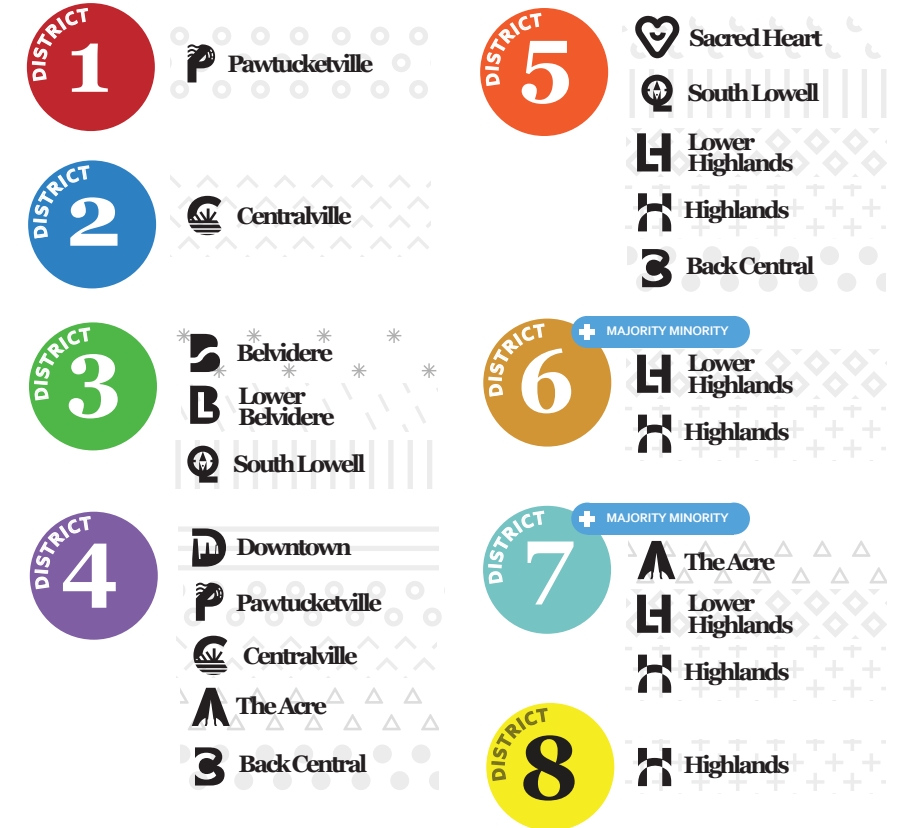 DISTRICT
1
Pawtucketville
DISTRICT
2
Centralville
DISTRICT
3
Belvidere
Lower
Belvidere
South Lowell
DISTRICT
4
Downtown
Pawtucketville
Centralville
The Acre
Back Central
DISTRICT
5
Sacred Heart
South Lowell
Lower
Highlands
Highlands
Back Central
DISTRICT
6
MAJORITY MINORITY
Lower
Highlands
Highlands
DISTRICT
7
MAJORITY MINORITY
The Acre
Lower
Highlands
Highlands
DISTRICT
8
Highlands